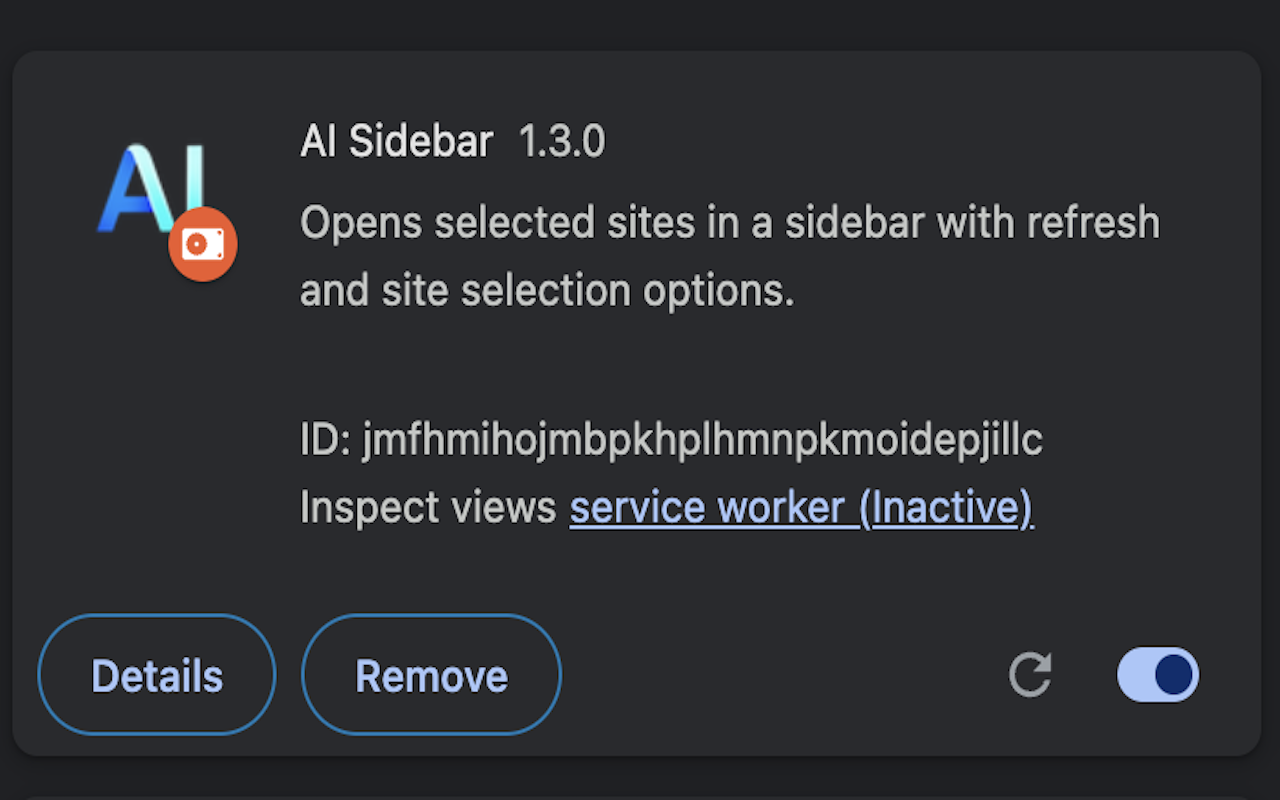 AI
AI Sidebar 1.3.0
Opens selected sites in a sidebar with refresh
and site selection options.
ID: jmfhmihojmbpkhplhmnpkmoidepjillc
Inspect views service worker (Inactive)
Details
Remove